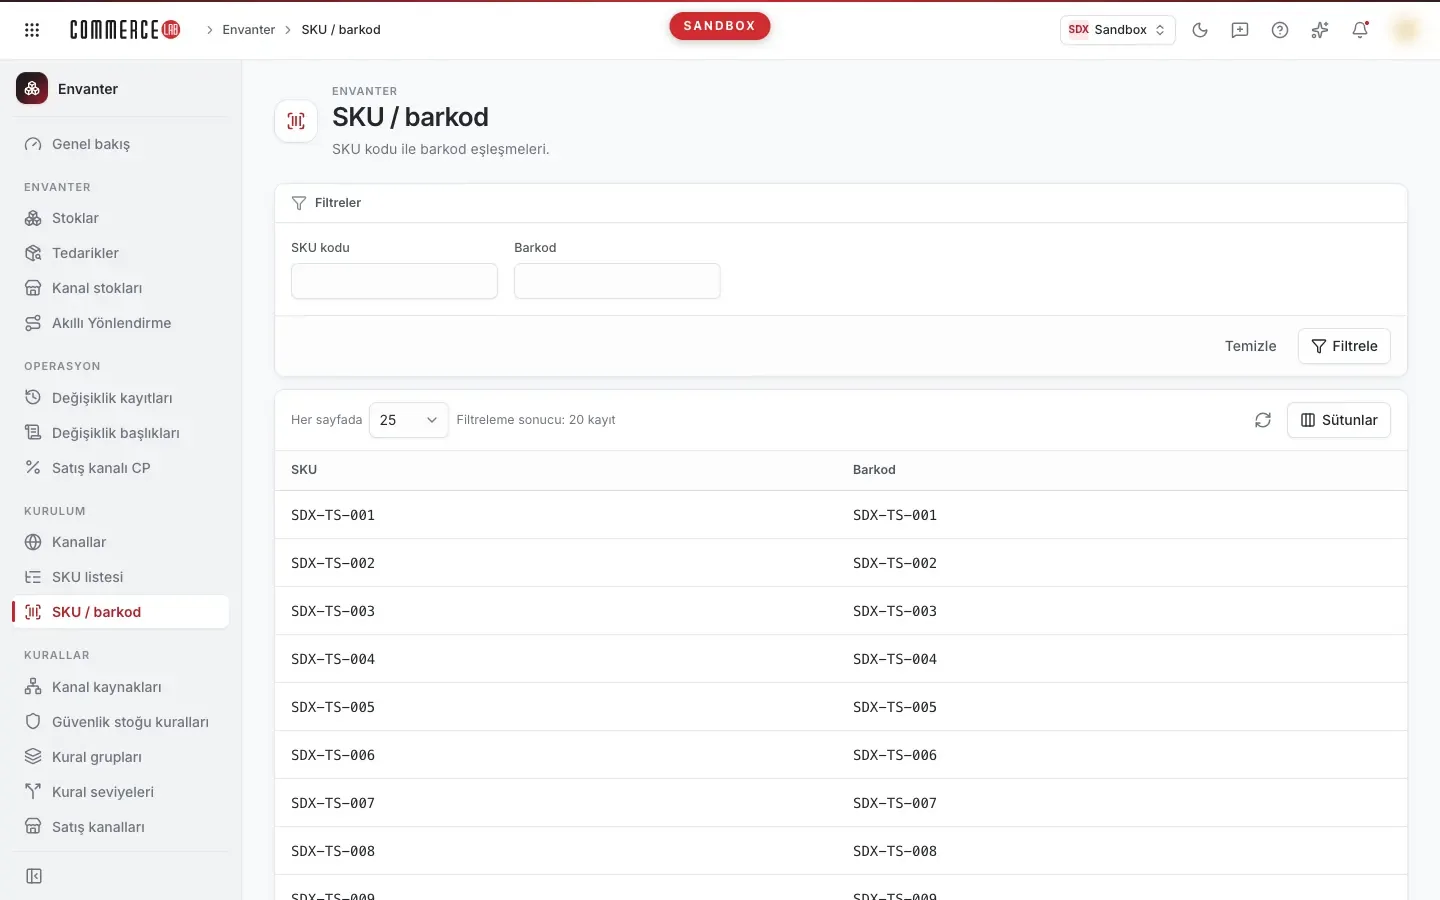 COMMERCE LAB
Envanter
SKU / barkod
SANDBOX
SDX Sandbox
Envanter
Genel bakış
ENVANTER
Stoklar
Tedarikler
Kanal stokları
Akıllı Yönlendirme
OPERASYON
Değişiklik kayıtları
Değişiklik başlıkları
Satış kanalı CP
KURULUM
Kanallar
SKU listesi
SKU / barkod
KURALLAR
Kanal kaynakları
Güvenlik stoğu kuralları
Kural grupları
Kural seviyeleri
Satış kanalları
ENVANTER
SKU / barkod
SKU kodu ile barkod eşleşmeleri.
Filtreler
SKU kodu Barkod
Temizle Filtrele
Her sayfada 25 Filtreleme sonucu: 20 kayıt Sütunlar
SKU Barkod
SDX-TS-001 SDX-TS-001
SDX-TS-002 SDX-TS-002
SDX-TS-003 SDX-TS-003
SDX-TS-004 SDX-TS-004
SDX-TS-005 SDX-TS-005
SDX-TS-006 SDX-TS-006
SDX-TS-007 SDX-TS-007
SDX-TS-008 SDX-TS-008
SDX-TS-009 SDX-TS-009